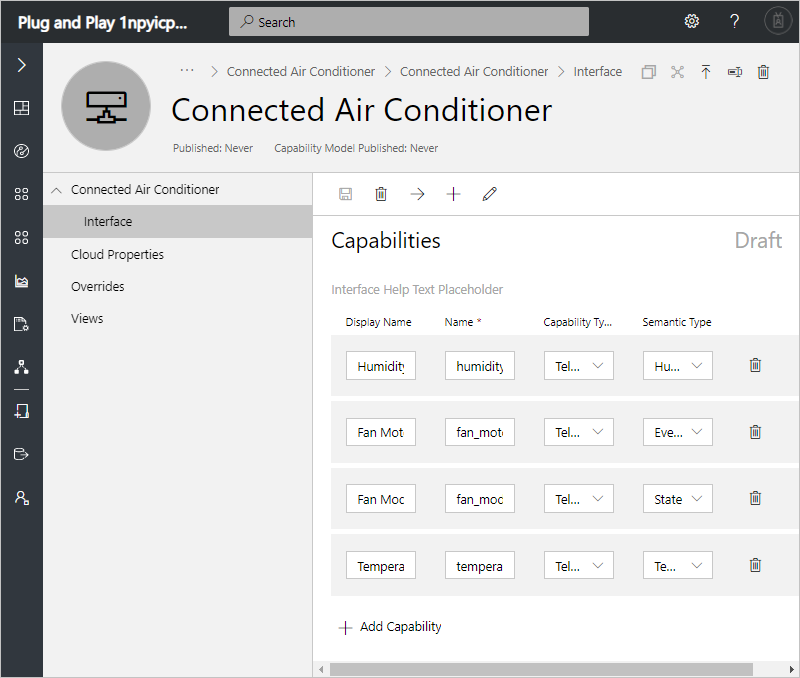 Plug and Play 1npyicp...
Search
?
... Connected Air Conditioner Connected Air Conditioner Interface
Connected Air Conditioner
Published: Never Capability Model Published: Never
Connected Air Conditioner
Interface
Cloud Properties
Overrides
Views
Capabilities Draft
Interface Help Text Placeholder
Display Name Name * Capability Ty... Semantic Type
Humidity humidity Tel... Hu...
Fan Mot fan_mot Tel... Eve...
Fan Moc fan_moc Tel... State
Tempera tempera Tel... Te...
Add Capability